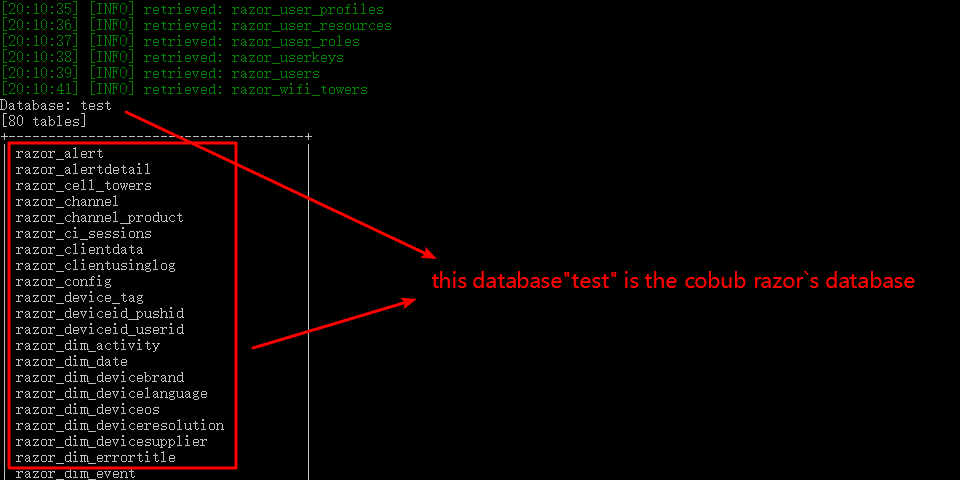 [20:10:35] [INFO] retrieved: razor_user_profiles
[20:10:36] [INFO] retrieved: razor_user_resources
[20:10:37] [INFO] retrieved: razor_user_roles
[20:10:38] [INFO] retrieved: razor_userkeys
[20:10:39] [INFO] retrieved: razor_users
[20:10:41] [INFO] retrieved: razor_wifi_towers
Database: test
[80 tables]
+--------------------------------------+
| razor_alert |
| razor_alertdetail |
| razor_cell_towers |
| razor_channel |
| razor_channel_product |
| razor_ci_sessions |
| razor_clientdata |
| razor_clientusinglog |
| razor_config |
| razor_device_tag |
| razor_deviceid_pushid |
| razor_deviceid_userid |
| razor_dim_activity |
| razor_dim_date |
| razor_dim_devicebrand |
| razor_dim_devicelanguage |
| razor_dim_deviceos |
| razor_dim_deviceresolution |
| razor_dim_devicesupplier |
| razor_dim_errortitle |
| razor_dim_event |
this database"test" is the cobub razor`s database